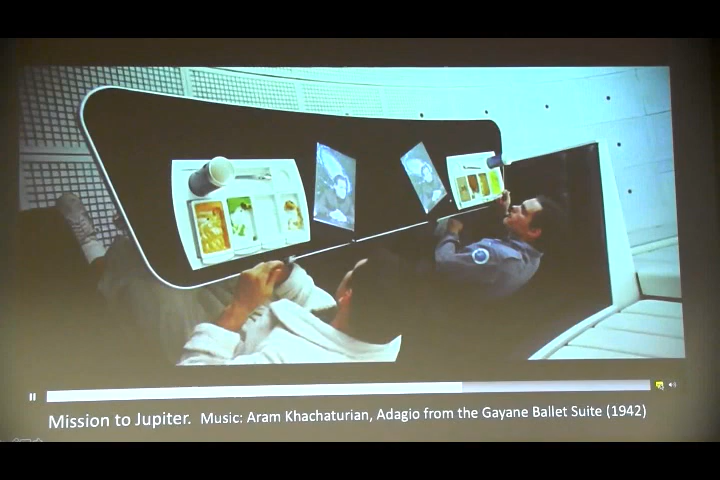 Mission to Jupiter. Music: Aram Khachaturian, Adagio from the Gayane Ballet Suite (1942)